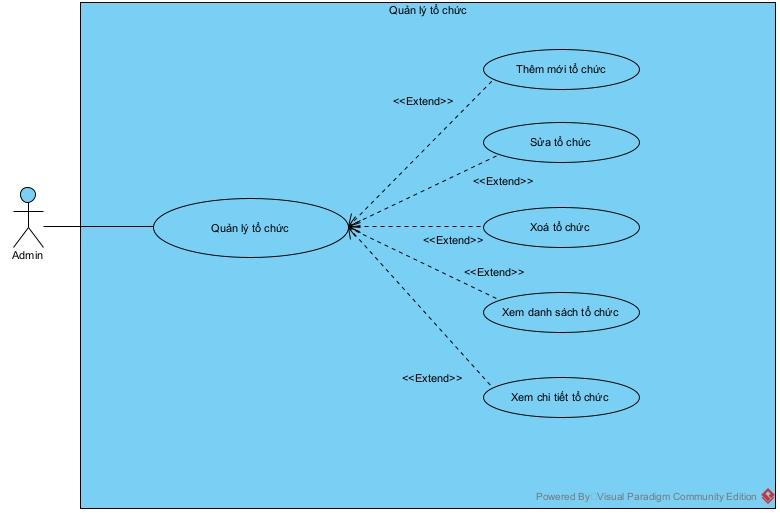 Quản lý tổ chức
Thêm mới tổ chức
<<Extend>>
Sửa tổ chức
<<Extend>>
Quản lý tổ chức
Xoá tổ chức
<<Extend>>
Admin
<<Extend>>
Xem danh sách tổ chức
<<Extend>>
Xem chi tiết tổ chức
Powered By: Visual Paradigm Community Edition